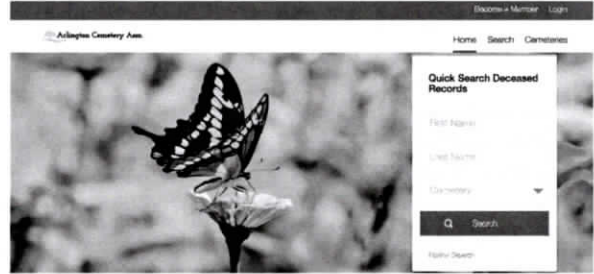 Become a Member Login
Arlington Cemetery Assn.
Home Search Cemeteries
Quick Search Deceased
Records
First Name
Last Name
Cemetery
Search